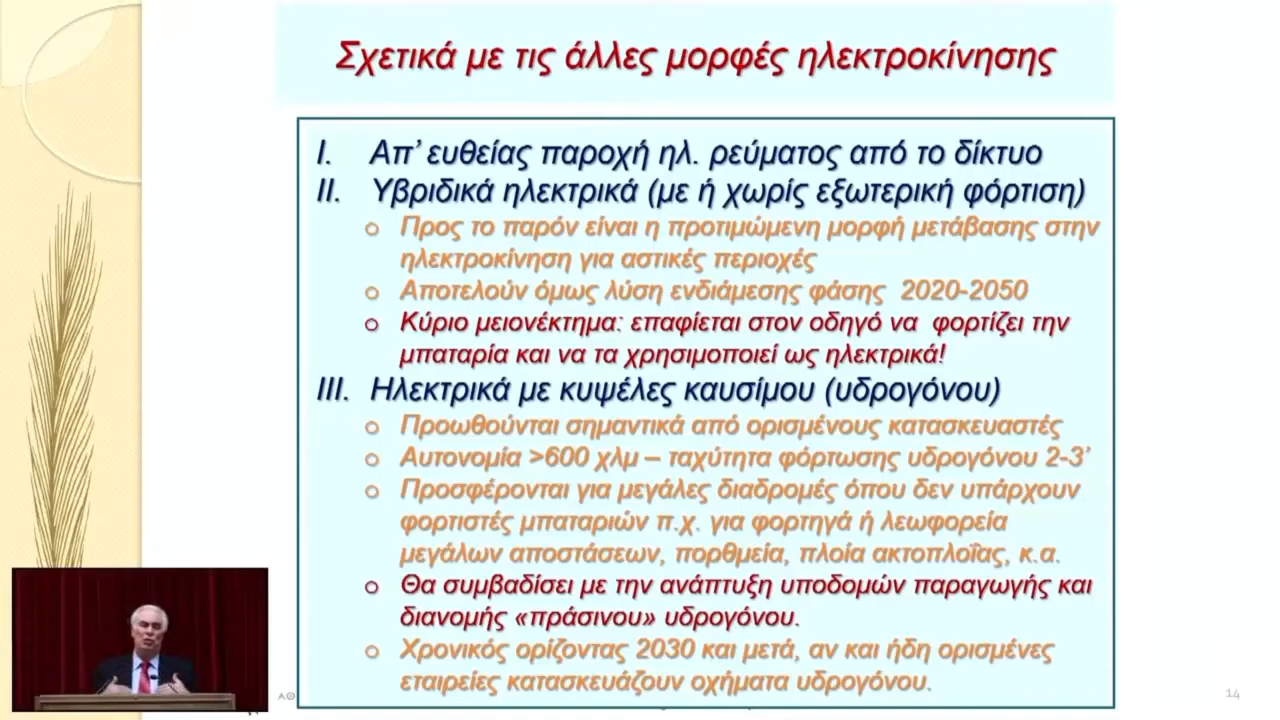 Σχετικά με τις άλλες μορφές ηλεκτροκίνησης
I. Απ’ ευθείας παροχή ηλ. ρεύματος από το δίκτυο
II. Υβριδικά ηλεκτρικά (με ή χωρίς εξωτερική φόρτιση)
o Προς το παρόν είναι η προτιμώμενη μορφή μετάβασης στην
ηλεκτροκίνηση για αστικές περιοχές
o Αποτελούν όμως λύση ενδιάμεσης φάσης 2020-2050
o Κύριο μειονέκτημα: επαφίεται στον οδηγό να φορτίζει την
μπαταρία και να τα χρησιμοποιεί ως ηλεκτρικά!
III. Ηλεκτρικά με κυψέλες καυσίμου (υδρογόνου)
o Προωθούνται σημαντικά από ορισμένους κατασκευαστές
o Αυτονομία >600 χλμ – ταχύτητα φόρτωσης υδρογόνου 2-3’
o Προσφέρονται για μεγάλες διαδρομές όπου δεν υπάρχουν
φορτιστές μπαταριών π.χ. για φορτηγά ή λεωφορεία
μεγάλων αποστάσεων, πορθμεία, πλοία ακτοπλοΐας, κ.α.
o Θα συμβαδίσει με την ανάπτυξη υποδομών παραγωγής και
διανομής «πράσινου» υδρογόνου.
o Χρονικός ορίζοντας 2030 και μετά, αν και ήδη ορισμένες
εταιρείες κατασκευάζουν οχήματα υδρογόνου.
14